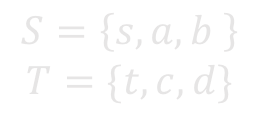 S = {s, a, b }
T = {t, c, d}